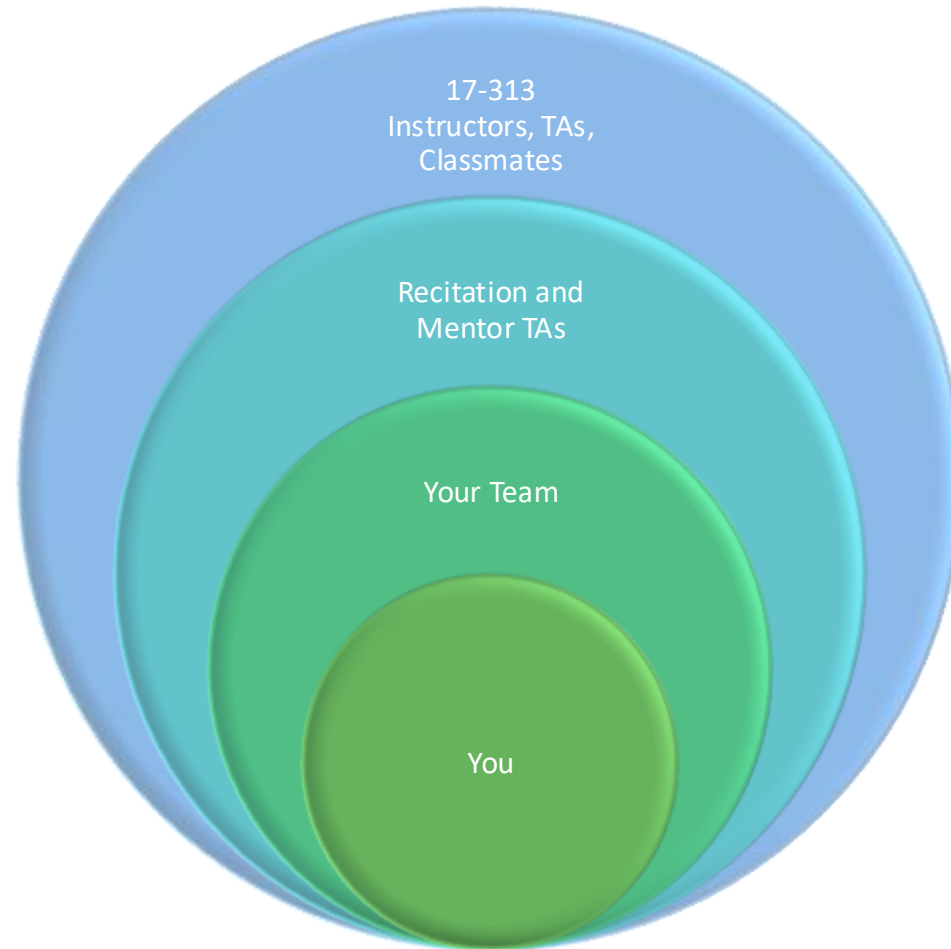 17-313
Instructors, TAs,
Classmates
Recitation and
Mentor TAs
Your Team
You